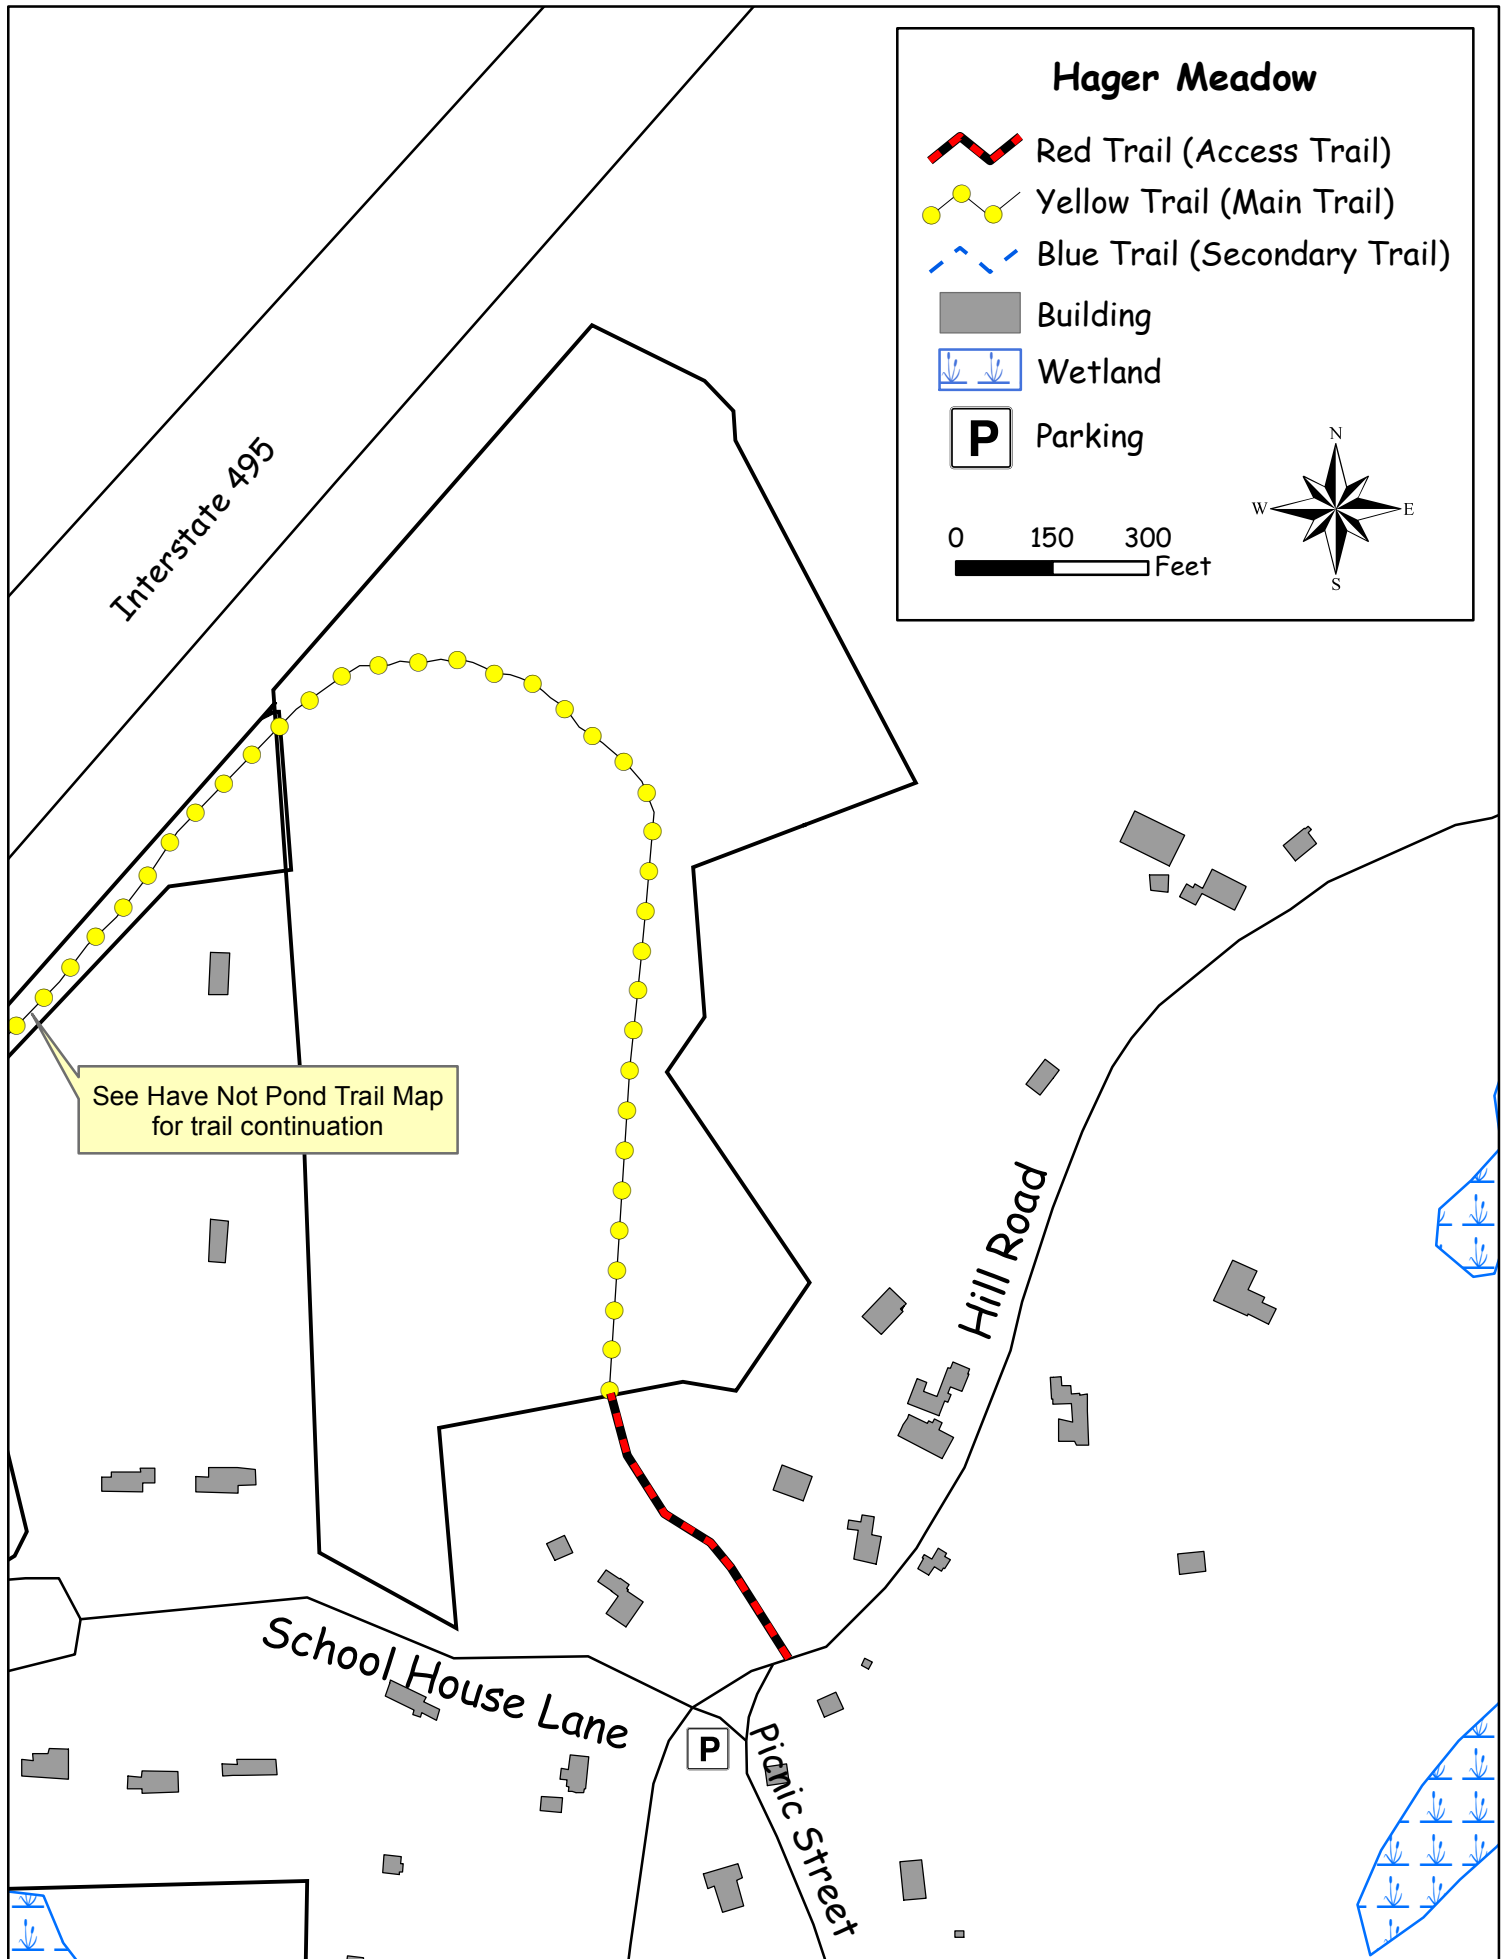 Hager Meadow
Red Trail (Access Trail)
Yellow Trail (Main Trail)
Blue Trail (Secondary Trail)
Building
Wetland
P
Parking
N
W
E
S
0 150 300
Feet
Interstate 495
See Have Not Pond Trail Map
for trail continuation
Hill Road
School House Lane
P
Picnic Street